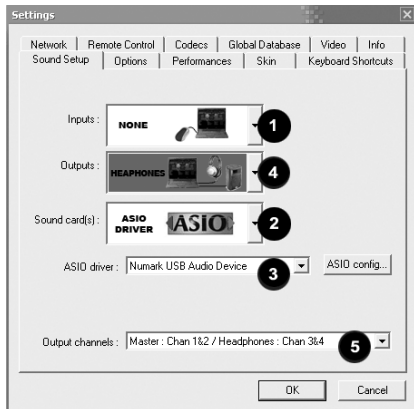 Settings
Network Remote Control Codecs Global Database Video Info
Sound Setup Options Performances Skin Keyboard Shortcuts
Inputs : NONE 1
Outputs : HEAPHONES 4
Sound card(s) : ASIO DRIVER ASIO 2
ASIO driver : Numark USB Audio Device 3 ASIO config...
Output channels : Master : Chan 1&2 / Headphones : Chan 3&4 5
OK Cancel